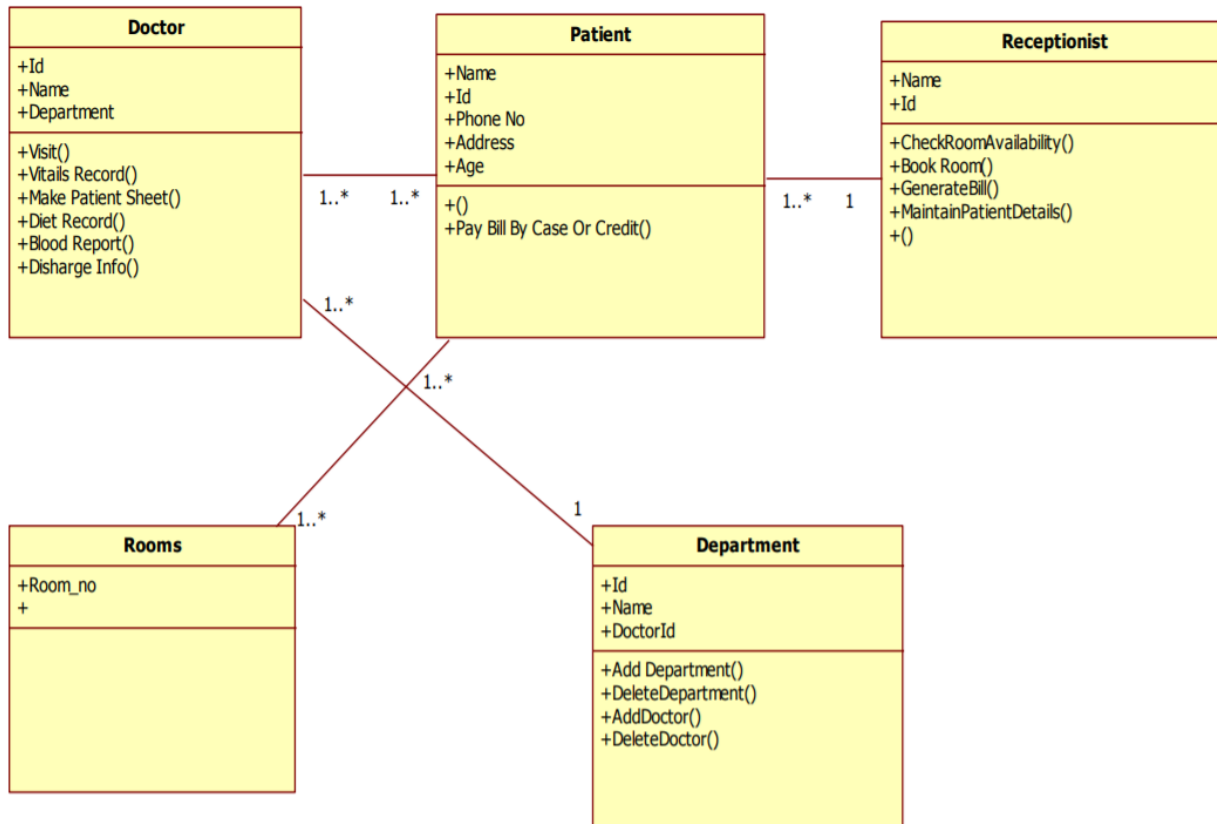 Doctor
+Id
+Name
+Department
+Visit()
+Vitails Record()
+Make Patient Sheet()
+Diet Record()
+Blood Report()
+Disharge Info()
Patient
+Name
+Id
+Phone No
+Address
+Age
+()
+Pay Bill By Case Or Credit()
Receptionist
+Name
+Id
+CheckRoomAvailability()
+Book Room()
+GenerateBill()
+MaintainPatientDetails()
+()
1..* 1..*
1..* 1
1..*
1..*
1..*
1
Rooms
+Room_no
+
Department
+Id
+Name
+DoctorId
+Add Department()
+DeleteDepartment()
+AddDoctor()
+DeleteDoctor()